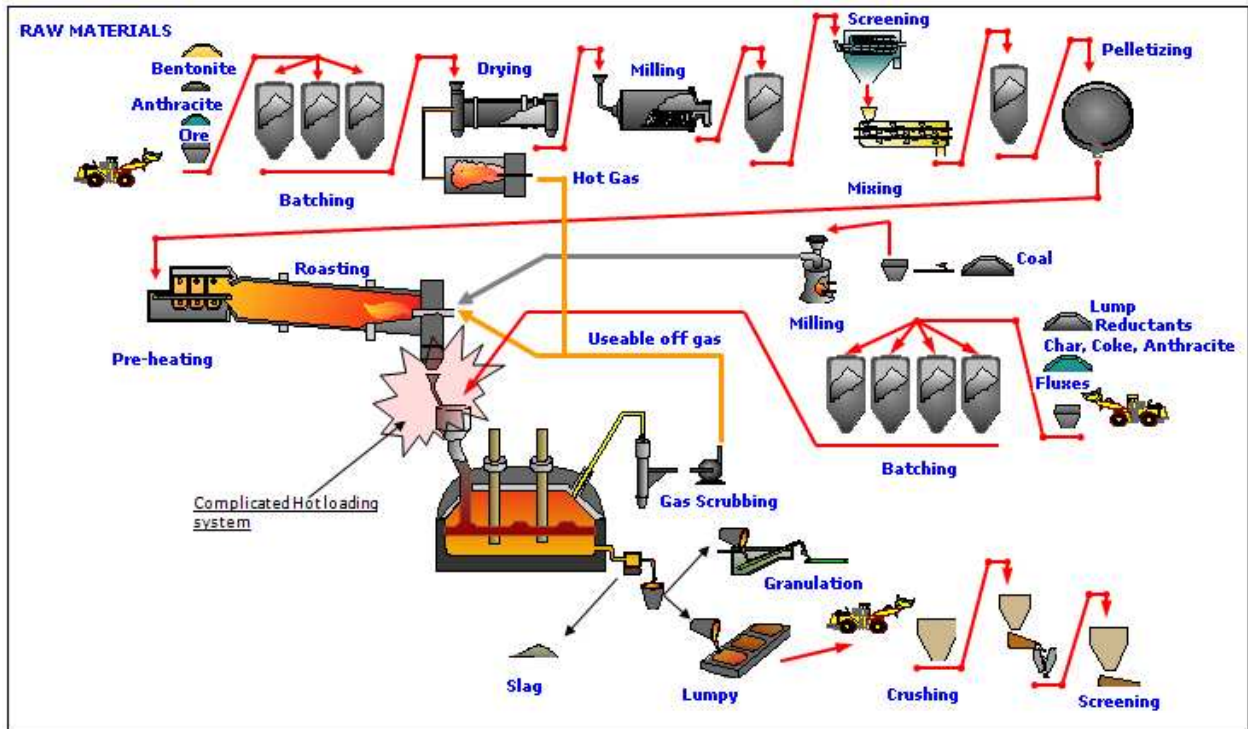 RAW MATERIALS
Bentonite
Anthracite
Ore
Batching
Drying
Hot Gas
Milling
Screening
Mixing
Pelletizing
Roasting
Pre-heating
Milling
Coal
Useable off gas
Lump
Reductants
Char, Coke, Anthracite
Fluxes
Batching
Complicated Hot loading
system
Gas Scrubbing
Granulation
Slag
Lumpy
Crushing
Screening